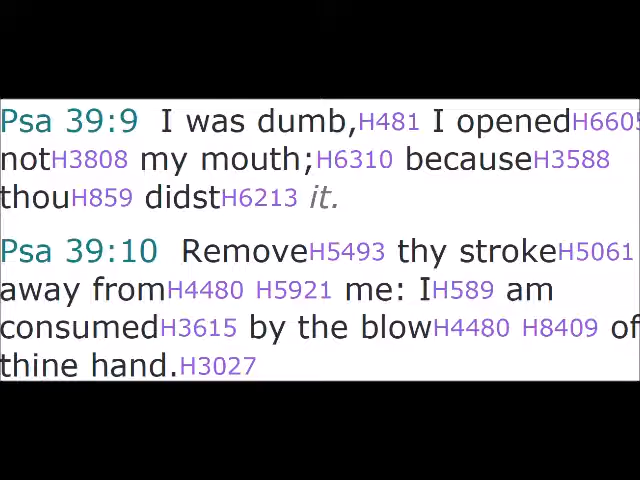 Psa 39:9 I was dumb,H481 I openedH6605
notH3808 my mouth;H6310 becauseH3588
thouH859 didstH6213 it.
Psa 39:10 RemoveH5493 thy strokeH5061
away fromH4480 H5921 me: IH589 am
consumedH3615 by the blowH4480 H8409 of
thine hand.H3027